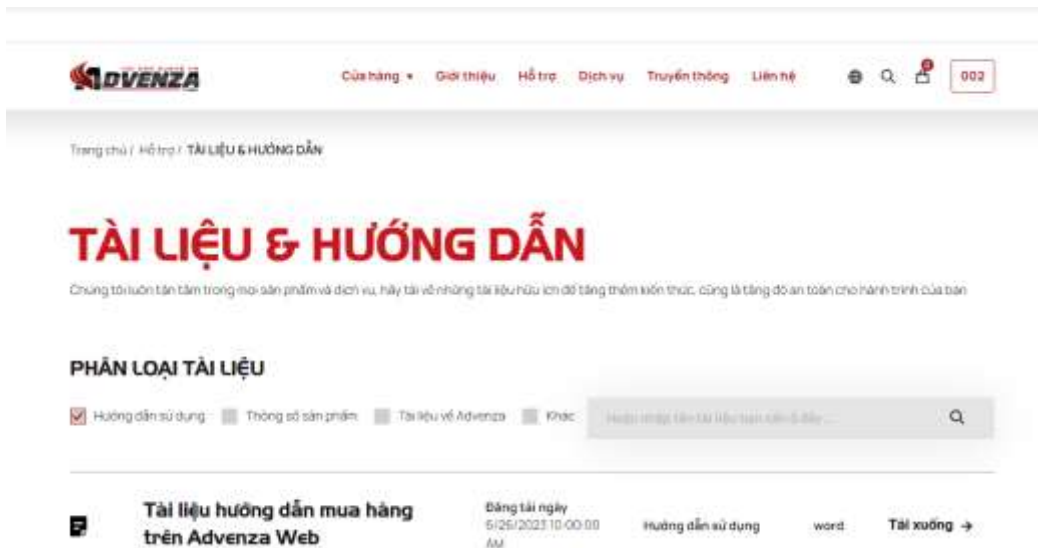 ADVENZA
Cửa hàng Giới thiệu Hỗ trợ Dịch vụ Truyền thông Liên hệ 002
Trang chủ / Hỗ trợ / TÀI LIỆU & HƯỚNG DẪN
TÀI LIỆU & HƯỚNG DẪN
Chúng tôi luôn tận tâm trong mọi sản phẩm và dịch vụ, hãy tải về những tài liệu hữu ích để tăng thêm kiến thức, cũng là tăng độ an toàn cho hành trình của bạn
PHÂN LOẠI TÀI LIỆU
Hướng dẫn sử dụng Thông số sản phẩm Tài liệu về Advenza Khác
Tài liệu hướng dẫn mua hàng
trên Advenza Web
Đăng tải ngày
6/26/2023 10:00:00
AM
Hướng dẫn sử dụng word Tải xuống →